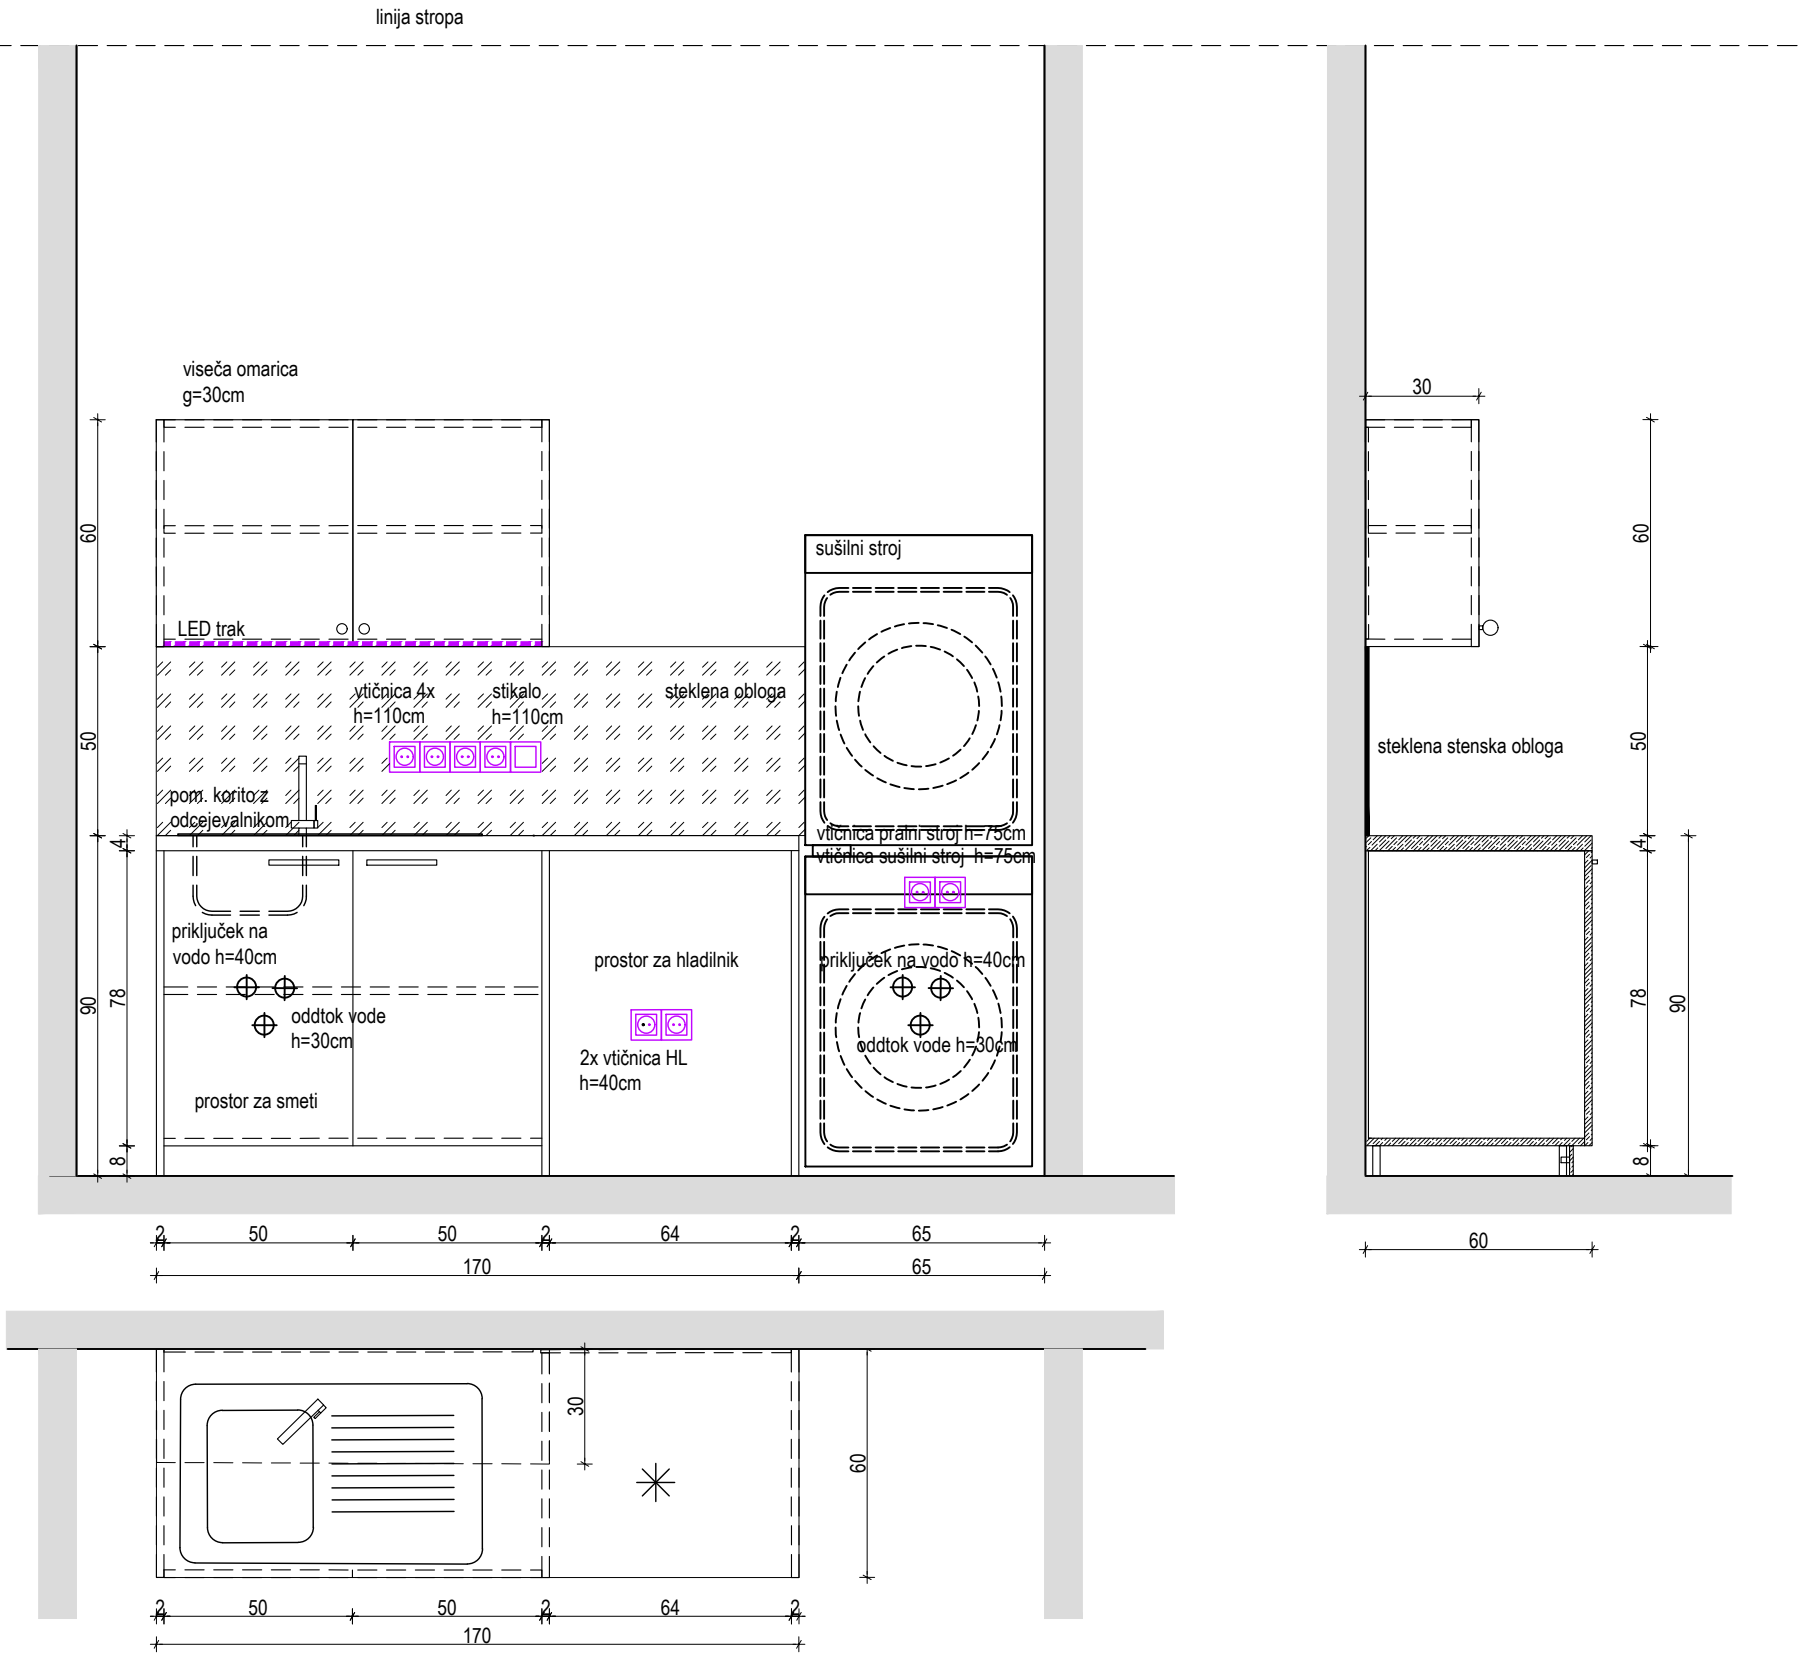 linija stropa
viseča omarica
g=30cm
30
60
60
sušilni stroj
LED trak
vtičnica 4x
h=110cm
stikalo
h=110cm
steklena obloga
50
steklena stenska obloga
50
pom. korito z
odcejevalnikom
vtičnica pralni stroj h=75cm
vtičnica sušilni stroj h=75cm
4
4
priključek na
vodo h=40cm
prostor za hladilnik
priključek na vodo h=40cm
90
78
78
90
oddtok vode
h=30cm
oddtok vode h=30cm
2x vtičnica HL
h=40cm
prostor za smeti
8
8
2 50 50 2 64 2 65
60
170 65
30
60
2 50 50 2 64 2
170